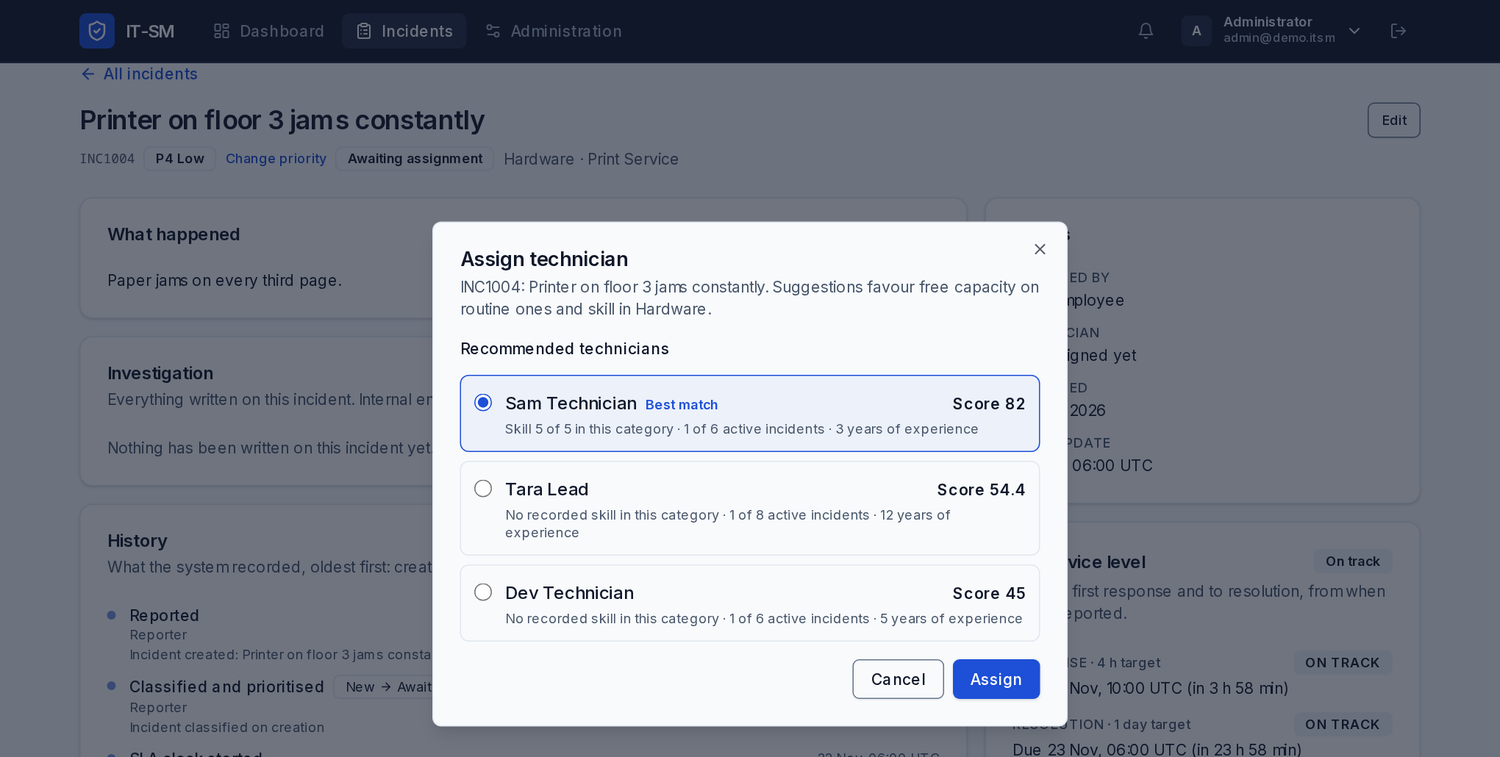 IT-SM
Dashboard
Incidents
Administration
A
Administrator
admin@demo.itsm
All incidents
Printer on floor 3 jams constantly
Edit
INC1004
P4 Low
Change priority
Awaiting assignment
Hardware · Print Service
What happened
Paper jams on every third page.
Investigation
Everything written on this incident. Internal
Nothing has been written on this incident yet
History
What the system recorded, oldest first:
Reported
Reporter
Incident created: Printer on floor 3 jams
Classified and prioritised
New → 
Reporter
Incident classified on creation
Assign technician
INC1004: Printer on floor 3 jams constantly. Suggestions favour free capacity on
routine ones and skill in Hardware.
Recommended technicians
Sam Technician
Best match
Score 82
Skill 5 of 5 in this category · 1 of 6 active incidents · 3 years of experience
Tara Lead
Score 54.4
No recorded skill in this category · 1 of 8 active incidents · 12 years of
experience
Dev Technician
Score 45
No recorded skill in this category · 1 of 6 active incidents · 5 years of experience
Cancel
Assign
BY
yet
2026
06:00 UTC
level
On track
first response and to resolution, from when
· 4 h target
ON TRACK
Nov, 10:00 UTC (in 3 h 58 min)
RESOLUTION · 1 day target
ON TRACK
Due 23 Nov, 06:00 UTC (in 23 h 58 min)